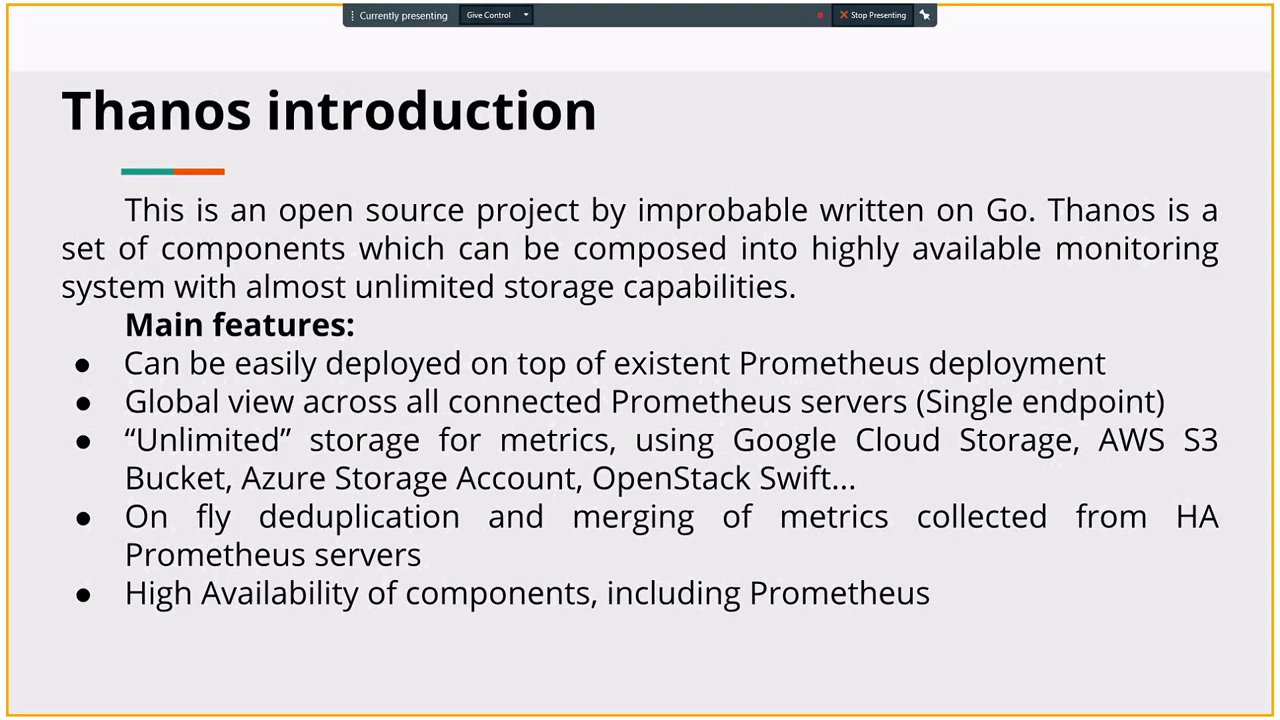 Currently presenting
Give Control
Stop Presenting
Thanos introduction
This is an open source project by improbable written on Go. Thanos is a
set of components which can be composed into highly available monitoring
system with almost unlimited storage capabilities.
Main features:
● Can be easily deployed on top of existent Prometheus deployment
● Global view across all connected Prometheus servers (Single endpoint)
● “Unlimited” storage for metrics, using Google Cloud Storage, AWS S3
Bucket, Azure Storage Account, OpenStack Swift...
● On fly deduplication and merging of metrics collected from HA
Prometheus servers
● High Availability of components, including Prometheus